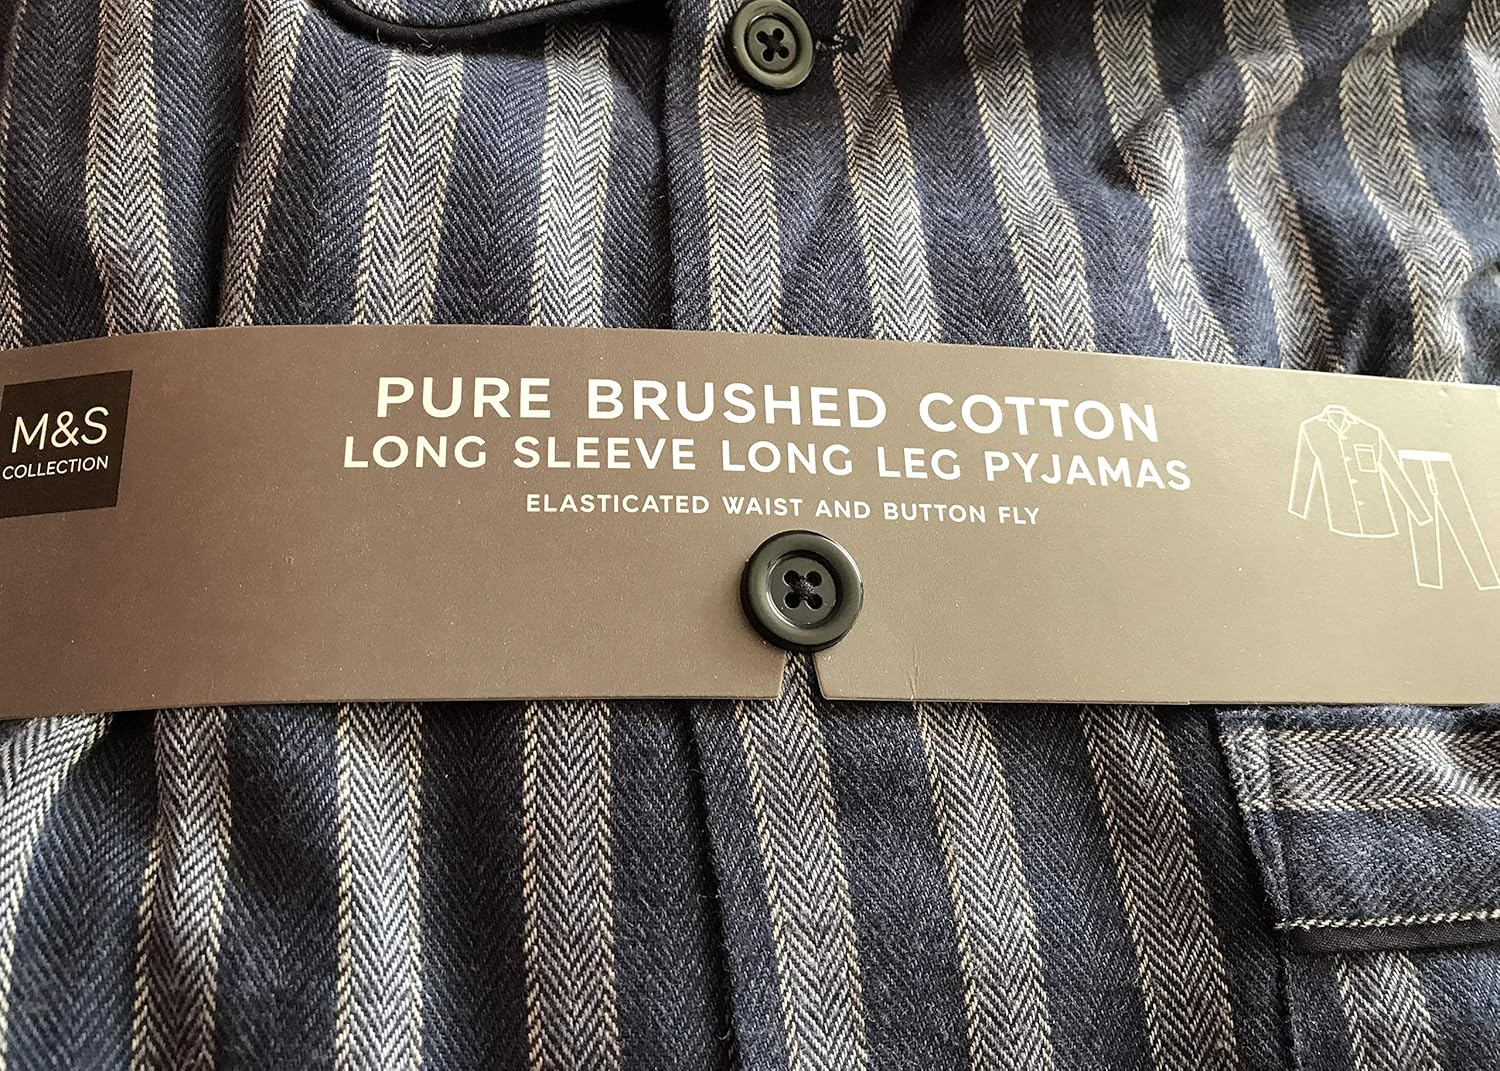 M&S
COLLECTION
PURE BRUSHED COTTON
LONG SLEEVE LONG LEG PYJAMAS
ELASTICATED WAIST AND BUTTON FLY